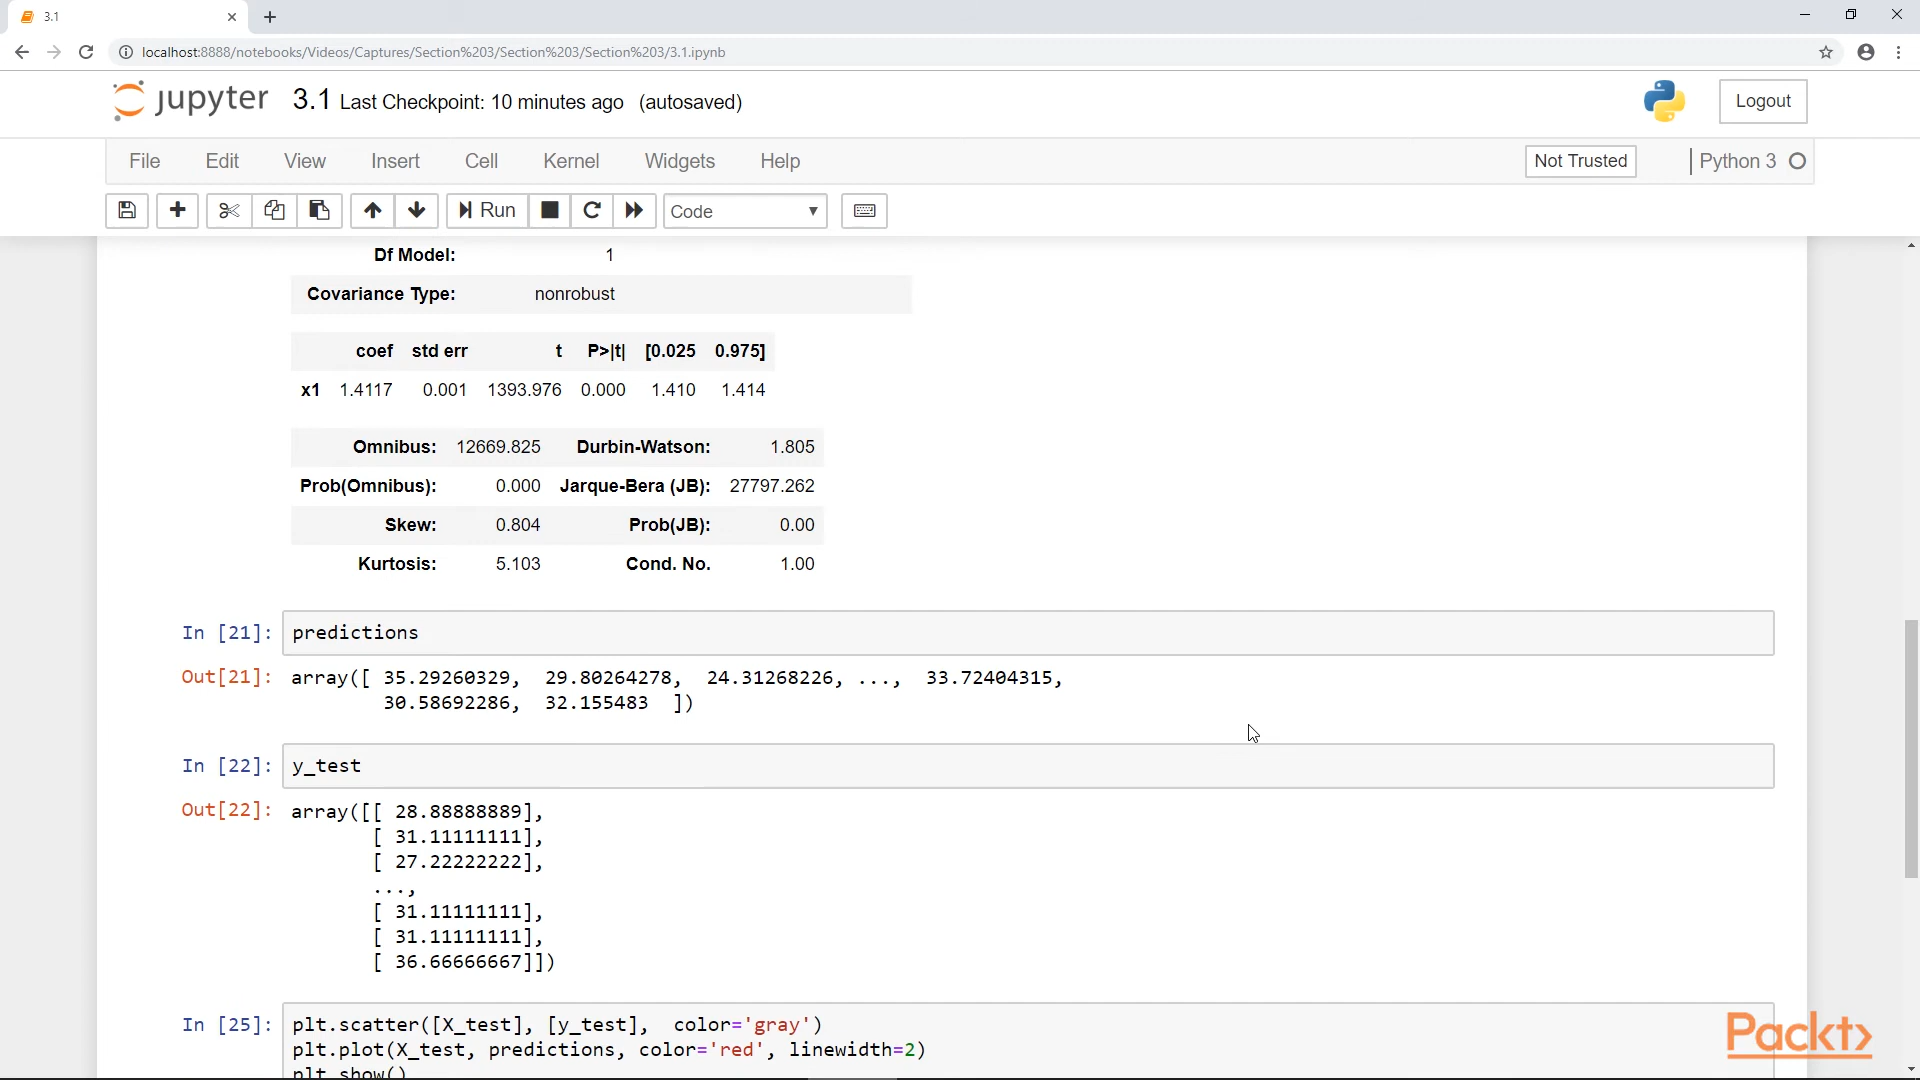 3.1
localhost:8888/notebooks/Videos/Captures/Section%203/Section%203/Section%203/3.1.ipynb
jupyter 3.1 Last Checkpoint: 10 minutes ago (autosaved) Logout
File Edit View Insert Cell Kernel Widgets Help Not Trusted Python 3
Run Code
Df Model: 1
Covariance Type: nonrobust
coef std err t P>|t| [0.025 0.975]
x1 1.4117 0.001 1393.976 0.000 1.410 1.414
Omnibus: 12669.825 Durbin-Watson: 1.805
Prob(Omnibus): 0.000 Jarque-Bera (JB): 27797.262
Skew: 0.804 Prob(JB): 0.00
Kurtosis: 5.103 Cond. No. 1.00
In [21]: predictions
Out[21]: array([ 35.29260329, 29.80264278, 24.31268226, ..., 33.72404315,
30.58692286, 32.155483 ])
In [22]: y_test
Out[22]: array([[ 28.88888889],
[ 31.11111111],
[ 27.22222222],
...,
[ 31.11111111],
[ 31.11111111],
[ 36.66666667]])
In [25]: plt.scatter([X_test], [y_test], color='gray')
plt.plot(X_test, predictions, color='red', linewidth=2)
plt.show()
Packt>